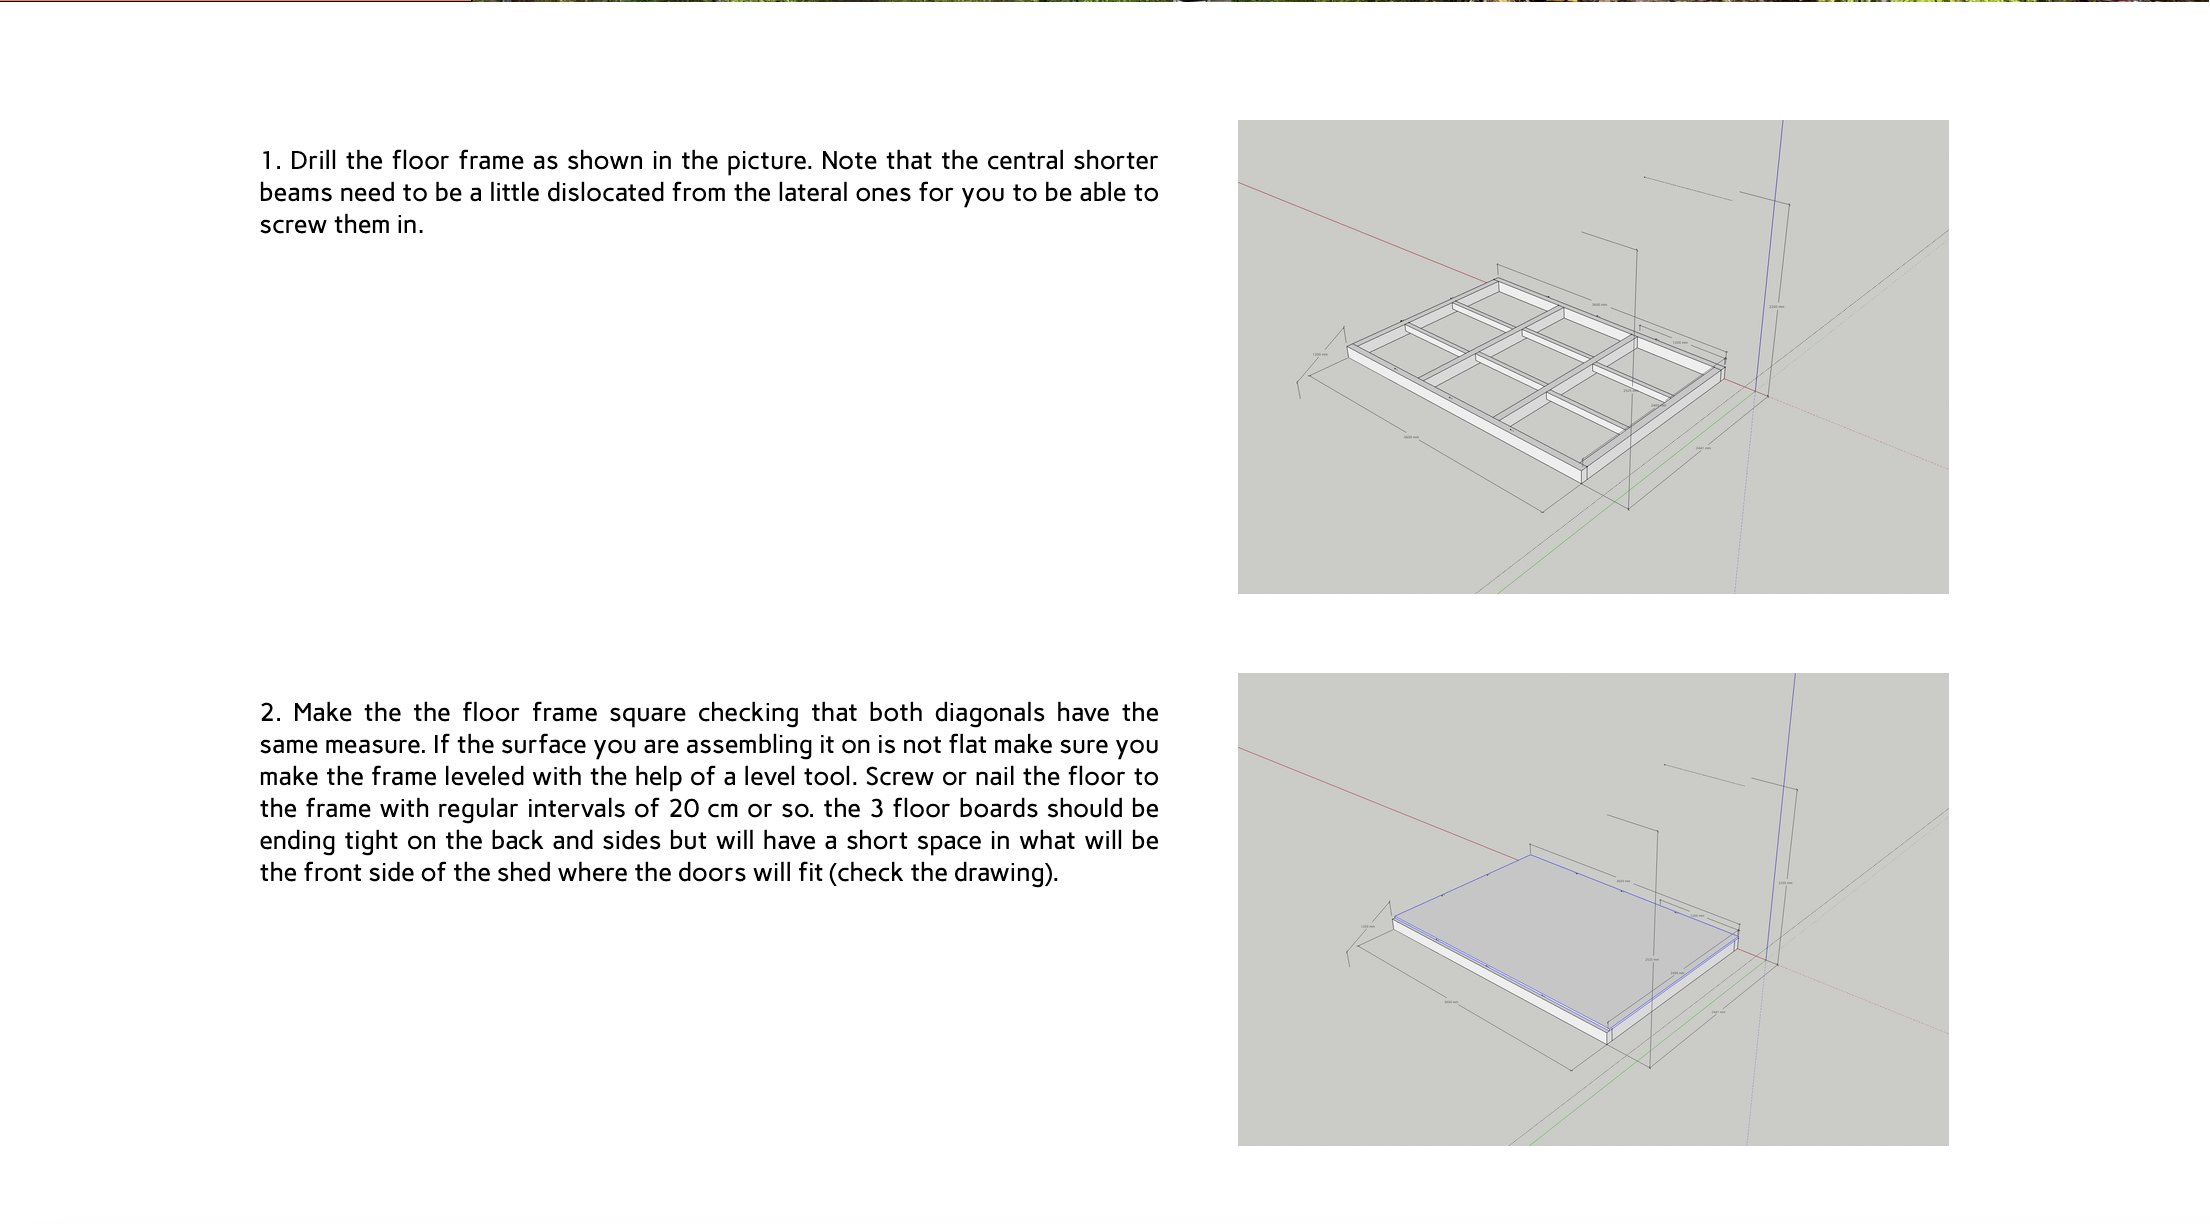 1. Drill the floor frame as shown in the picture. Note that the central shorter
beams need to be a little dislocated from the lateral ones for you to be able to
screw them in.
2. Make the the floor frame square checking that both diagonals have the
same measure. If the surface you are assembling it on is not flat make sure you
make the frame leveled with the help of a level tool. Screw or nail the floor to
the frame with regular intervals of 20 cm or so. the 3 floor boards should be
ending tight on the back and sides but will have a short space in what will be
the front side of the shed where the doors will fit (check the drawing).